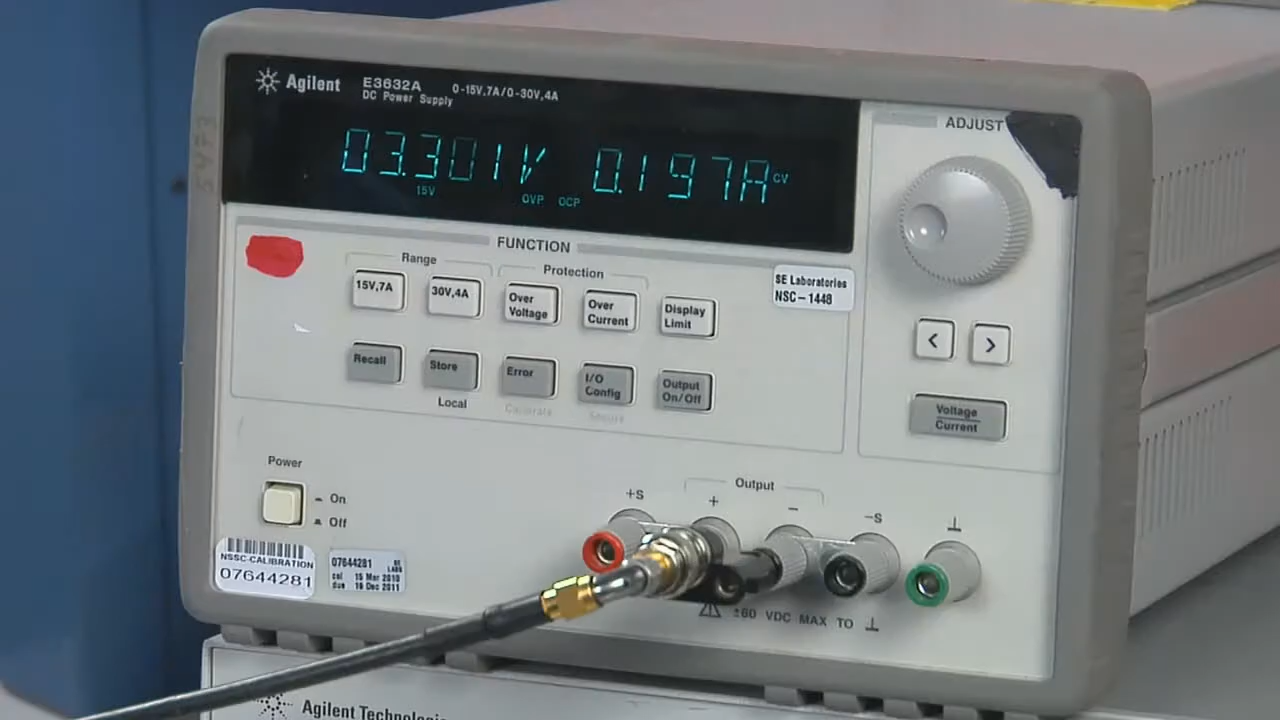 Agilent E3632A 0-15V,7A/0-30V,4A
DC Power Supply
03.301V 0.197A CV
15V OVP OCP
ADJUST
FUNCTION
Range
Protection
15V,7A
30V,4A
Over Voltage
Over Current
Display Limit
SE Laboratories
NSC-1448
< >
Recall
Store
Error
I/O Config
Output On/Off
Local
Calibrate
Secure
Voltage
Current
Power
On
Off
Output
+S + − −S ⏊
NSSC-CALIBRATION
07644281
07644281 SE LABS
cal 15 Mar 2010
due 16 Dec 2011
±60 VDC MAX TO ⏊
Agilent Technologie